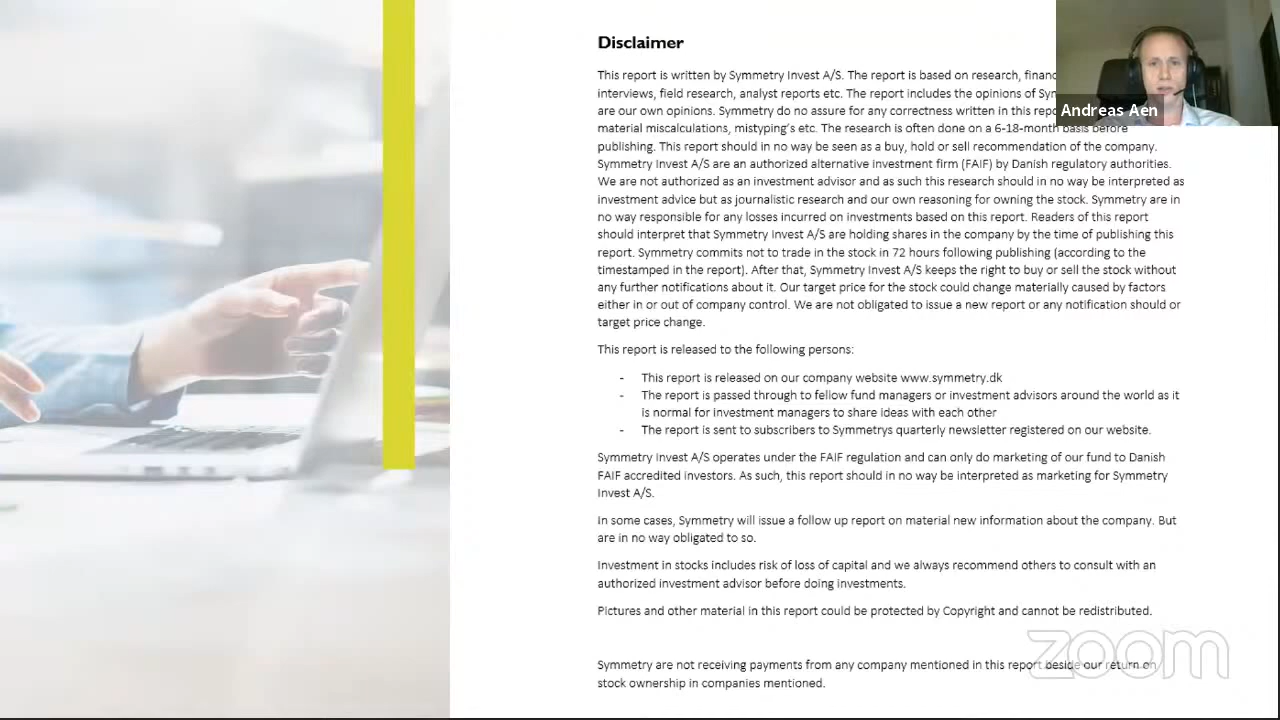 Disclaimer
This report is written by Symmetry Invest A/S. The report is based on research,
interviews, field research, analyst reports etc. The report includes the opinions of
are our own opinions. Symmetry do no assure for any correctness written in this
Andreas Aen
material miscalculations, mistyping's etc. The research is often done on a 6-18-month basis before
publishing. This report should in no way be seen as a buy, hold or sell recommendation of the company.
Symmetry Invest A/S are an authorized alternative investment firm (FAIF) by Danish regulatory authorities.
We are not authorized as an investment advisor and as such this research should in no way be interpreted as
investment advice but as journalistic research and our own reasoning for owning the stock. Symmetry are in
no way responsible for any losses incurred on investments based on this report. Readers of this report
should interpret that Symmetry Invest A/S are holding shares in the company by the time of publishing this
report. Symmetry commits not to trade in the stock in 72 hours following publishing (according to the
timestamped in the report). After that, Symmetry Invest A/S keeps the right to buy or sell the stock without
any further notifications about it. Our target price for the stock could change materially caused by factors
either in or out of company control. We are not obligated to issue a new report or any notification should or
target price change.
This report is released to the following persons:
- This report is released on our company website www.symmetry.dk
- The report is passed through to fellow fund managers or investment advisors around the world as it
is normal for investment managers to share ideas with each other
- The report is sent to subscribers to Symmetrys quarterly newsletter registered on our website.
Symmetry Invest A/S operates under the FAIF regulation and can only do marketing of our fund to Danish
FAIF accredited investors. As such, this report should in no way be interpreted as marketing for Symmetry
Invest A/S.
In some cases, Symmetry will issue a follow up report on material new information about the company. But
are in no way obligated to so.
Investment in stocks includes risk of loss of capital and we always recommend others to consult with an
authorized investment advisor before doing investments.
Pictures and other material in this report could be protected by Copyright and cannot be redistributed.
zoom
Symmetry are not receiving payments from any company mentioned in this report beside our return on
stock ownership in companies mentioned.